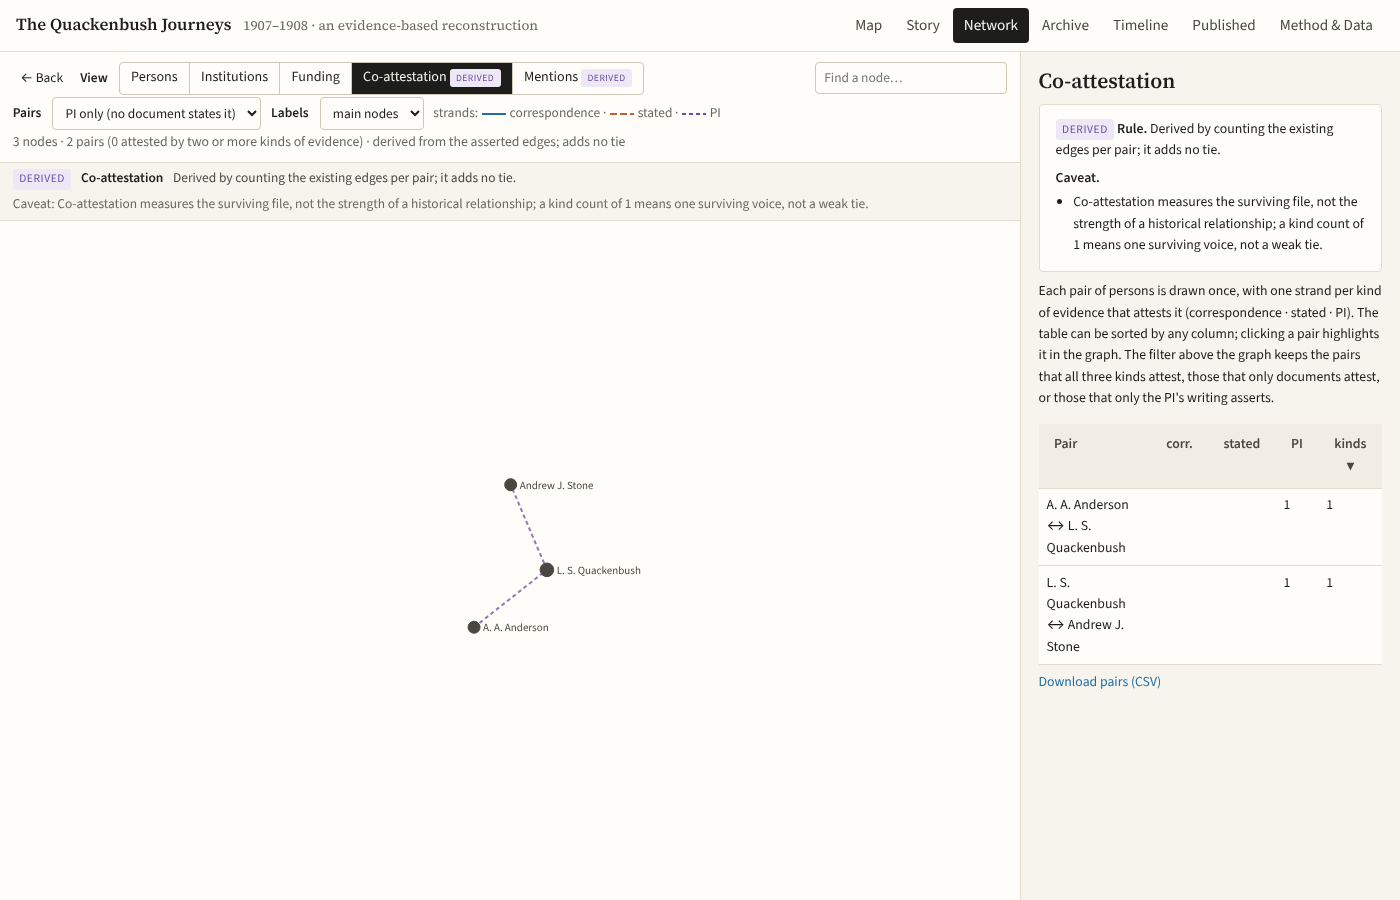 The Quackenbush Journeys 1907–1908 · an evidence-based reconstruction
Map Story Network Archive Timeline Published Method & Data
← Back View Persons Institutions Funding Co-attestation DERIVED Mentions DERIVED Find a node…
Pairs PI only (no document states it) Labels main nodes strands: correspondence · stated · PI
3 nodes · 2 pairs (0 attested by two or more kinds of evidence) · derived from the asserted edges; adds no tie
DERIVED Co-attestation Derived by counting the existing edges per pair; it adds no tie.
Caveat: Co-attestation measures the surviving file, not the strength of a historical relationship; a kind count of 1 means one surviving voice, not a weak tie.
Andrew J. Stone
L. S. Quackenbush
A. A. Anderson
Co-attestation
DERIVED Rule. Derived by counting the existing
edges per pair; it adds no tie.
Caveat.
• Co-attestation measures the surviving file, not the
strength of a historical relationship; a kind count of
1 means one surviving voice, not a weak tie.
Each pair of persons is drawn once, with one strand per kind
of evidence that attests it (correspondence · stated · PI). The
table can be sorted by any column; clicking a pair highlights
it in the graph. The filter above the graph keeps the pairs
that all three kinds attest, those that only documents attest,
or those that only the PI's writing asserts.
Pair corr. stated PI kinds
▼
A. A. Anderson 1 1
↔ L. S.
Quackenbush
L. S. 1 1
Quackenbush
↔ Andrew J.
Stone
Download pairs (CSV)